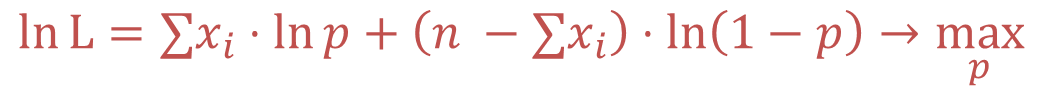 ln L = ∑xᵢ · ln p + (n − ∑xᵢ) · ln(1 − p) → max
p